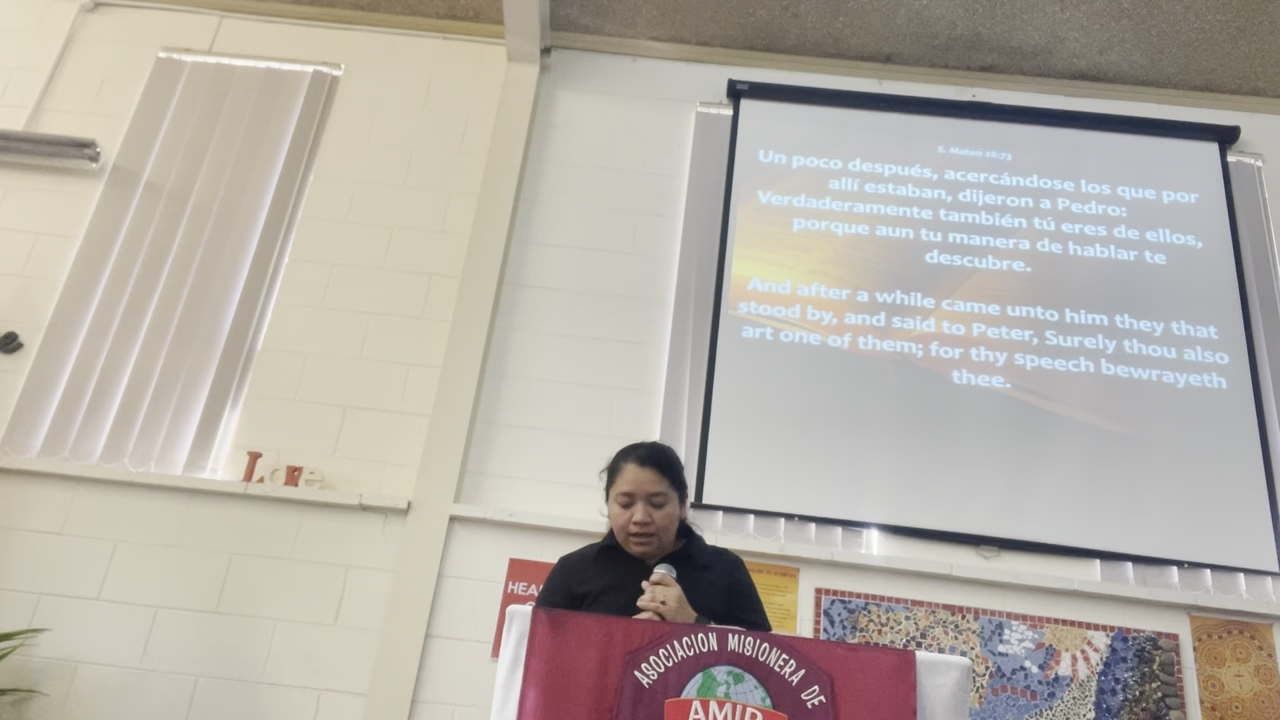 S. Mateo 26:73
Un poco después, acercándose los que por
allí estaban, dijeron a Pedro:
Verdaderamente también tú eres de ellos,
porque aun tu manera de hablar te
descubre.
And after a while came unto him they that
stood by, and said to Peter, Surely thou also
art one of them; for thy speech bewrayeth
thee.
Love
ASOCIACION MISIONERA DE